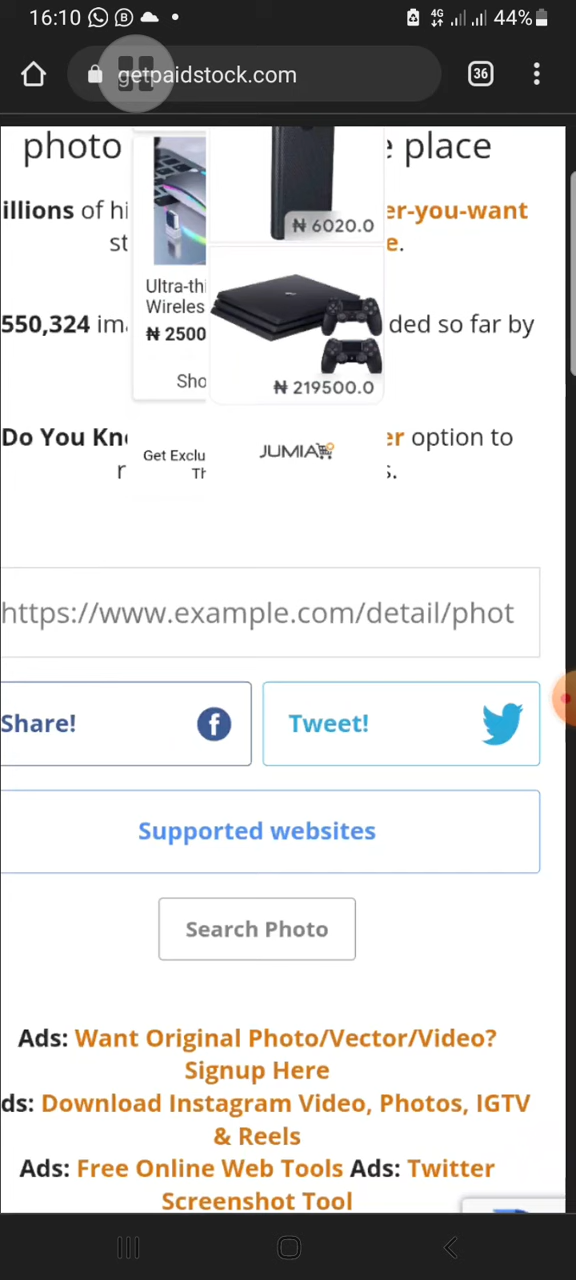 16:10 4G 44%
getpaidstock.com 36
photo place
illions of hi er-you-want
₦ 6020.0
st e.
Ultra-thi
Wireles
550,324 im ded so far by
₦ 2500
₦ 219500.0
Sho
Do You Kn er option to
JUMIA
Get Exclu
r Th s.
https://www.example.com/detail/phot
Share! Tweet!
Supported websites
Search Photo
Ads: Want Original Photo/Vector/Video?
Signup Here
ds: Download Instagram Video, Photos, IGTV
& Reels
Ads: Free Online Web Tools Ads: Twitter
Screenshot Tool